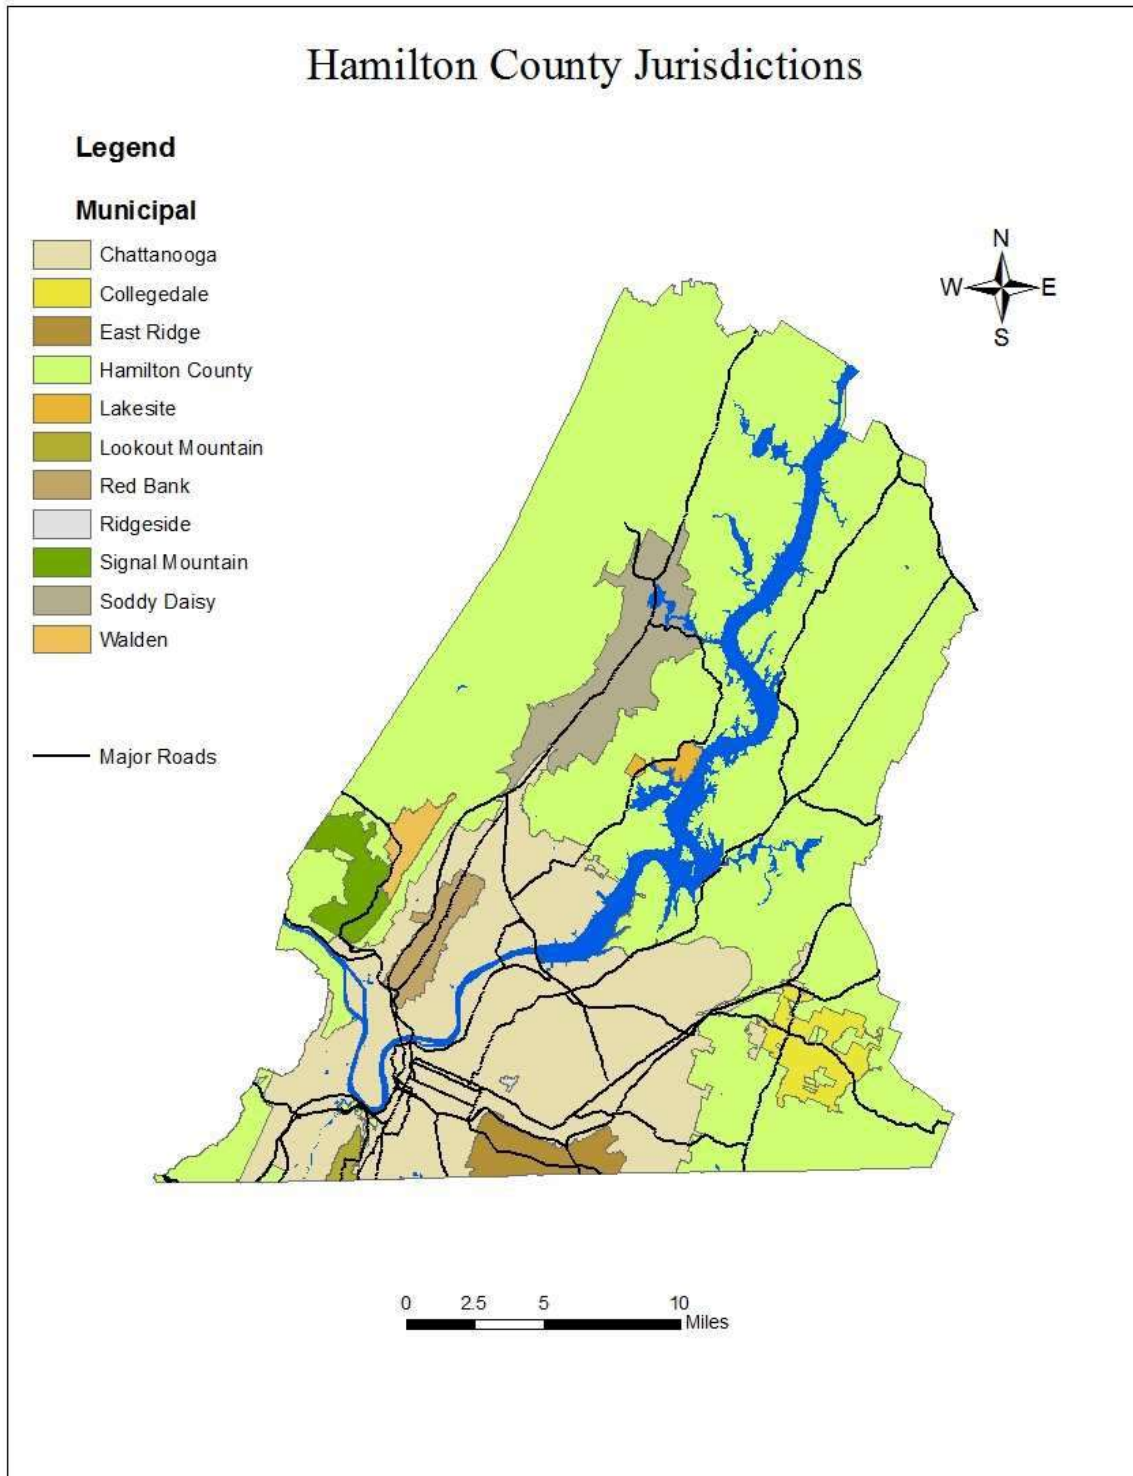 Hamilton County Jurisdictions
Legend
Municipal
Chattanooga
Collegedale
East Ridge
Hamilton County
Lakesite
Lookout Mountain
Red Bank
Ridgeside
Signal Mountain
Soddy Daisy
Walden
Major Roads
N
W E
S
0 2.5 5 10
Miles